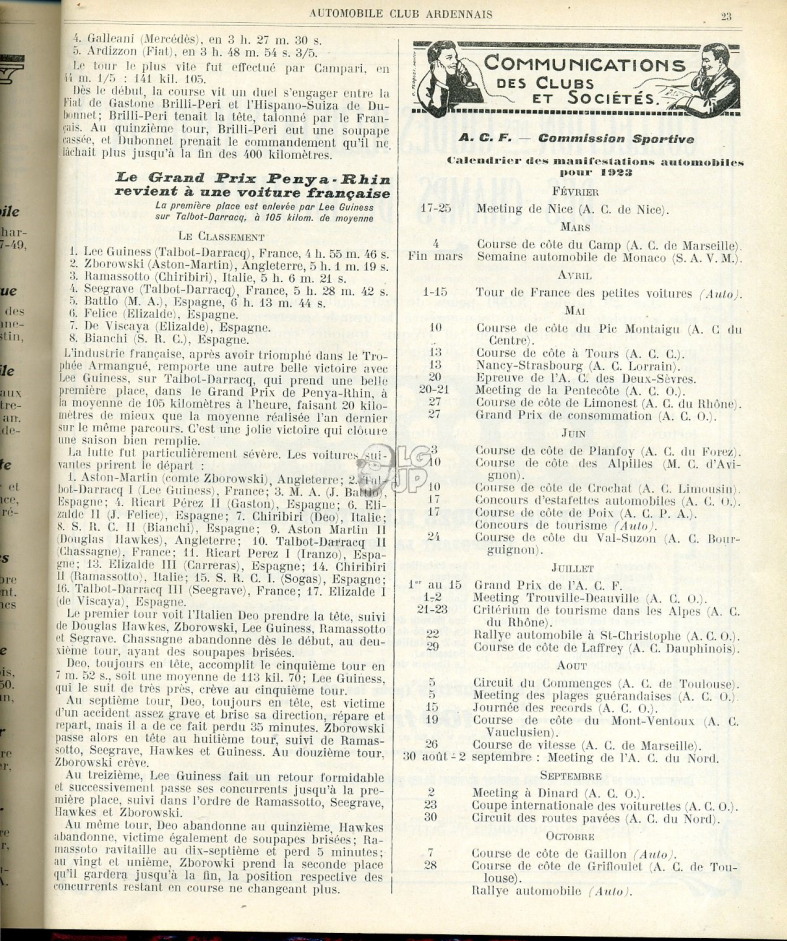 AUTOMOBILE CLUB ARDENNAIS
23
4. Galleani (Mercédès), en 3 h. 27 m. 30 s.
5. Ardizzon (Fiat), en 3 h. 48 m. 54 s. 3/5.
Le tour le plus vite fut effectué par Campari, en
m. 1/5 : 141 kil. 105.
Dès le début, la course vit un duel s'engager entre la
Fiat de Gastone Brilli-Peri et l'Hispano-Suiza de Du-
bonnet; Brilli-Peri tenait la tête, talonné par le Fran-
çais. Au quinzième tour, Brilli-Peri eut une soupape
cassée, et Dubonnet prenait le commandement qu'il ne
lâchait plus jusqu'à la fin des 400 kilomètres.
Le Grand Prix Penya-Rhin
revient à une voiture française
La première place est enlevée par Lee Guiness
sur Talbot-Darracq, à 105 kilom. de moyenne
LE CLASSEMENT
1. Lee Guiness (Talbot-Darracq), France, 4 h. 55 m. 46 s.
2. Zborowski (Aston-Martin), Angleterre, 5 h. 1 m. 19 s.
3. Ramassotto (Chiribiri), Italie, 5 h. 6 m. 21 s.
4. Seegrave (Talbot-Darracq), France, 5 h. 28 m. 42 s.
5. Battlo (M. A.), Espagne, 6 h. 13 m. 44 s.
6. Felice (Elizalde), Espagne.
7. De Viscaya (Elizalde), Espagne.
8. Bianchi (S. R. C.), Espagne.
L'industrie française, après avoir triomphé dans le Tro-
phée Armangué, remporte une autre belle victoire avec
Lee Guiness, sur Talbot-Darracq, qui prend une belle
première place, dans le Grand Prix de Penya-Rhin, à
la moyenne de 105 kilomètres à l'heure, faisant 20 kilo-
mètres de mieux que la moyenne réalisée l'an dernier
sur le même parcours. C'est une jolie victoire qui clôture
une saison bien remplie.
La lutte fut particulièrement sévère. Les voitures sui-
vantes prirent le départ :
1. Aston-Martin (comte Zborowski), Angleterre; 2. Tal-
bot-Darracq I (Lee Guiness), France; 3. M. A. (J. Battlo),
Espagne; 4. Ricart Pérez II (Gaston), Espagne; 6. Eli-
zalde II (J. Felice), Espagne; 7. Chiribiri (Deo), Italie;
8. S. R. C. II (Bianchi), Espagne; 9. Aston Martin II
(Douglas Hawkes), Angleterre; 10. Talbot-Darracq II
(Chassagne), France; 11. Ricart Perez I (Iranzo), Espa-
gne; 13. Elizalde III (Carreras), Espagne; 14. Chiribiri
II (Ramassotto), Italie; 15. S. R. C. I. (Sogas), Espagne;
16. Talbot-Darracq III (Seegrave), France; 17. Elizalde I
(de Viscaya), Espagne.
Le premier tour voit l'Italien Deo prendre la tête, suivi
de Douglas Hawkes, Zborowski, Lee Guiness, Ramassotto
et Segrave. Chassagne abandonne dès le début, au deu-
xième tour, ayant des soupapes brisées.
Deo, toujours en tête, accomplit le cinquième tour en
7 m. 52 s., soit une moyenne de 113 kil. 70; Lee Guiness,
qui le suit de très près, crève au cinquième tour.
Au septième tour, Deo, toujours en tête, est victime
d'un accident assez grave et brise sa direction, répare et
repart, mais il a de ce fait perdu 35 minutes. Zborowski
passe alors en tête au huitième tour, suivi de Ramas-
sotto, Seegrave, Hawkes et Guiness. Au douzième tour,
Zborowski crève.
Au treizième, Lee Guiness fait un retour formidable
et successivement passe ses concurrents jusqu'à la pre-
mière place, suivi dans l'ordre de Ramassotto, Seegrave,
Hawkes et Zborowski.
Au même tour, Deo abandonne au quinzième, Hawkes
abandonne, victime également de soupapes brisées; Ra-
massoto ravitaille au dix-septième et perd 5 minutes;
au vingt et unième, Zborowki prend la seconde place
qu'il gardera jusqu'à la fin, la position respective des
concurrents restant en course ne changeant plus.
COMMUNICATIONS
DES CLUBS
ET SOCIÉTÉS.
A. C. F. — Commission Sportive
Calendrier des manifestations automobiles
pour 1923
FÉVRIER
17-25 Meeting de Nice (A. C. de Nice).
MARS
4 Course de côte du Camp (A. C. de Marseille).
Fin mars Semaine automobile de Monaco (S. A. V. M.).
AVRIL
1-15 Tour de France des petites voitures (Auto).
MAI
10 Course de côte du Pic Montaigu (A. C du
Centre).
13 Course de côte à Tours (A. C. C.).
13 Nancy-Strasbourg (A. C. Lorrain).
20 Epreuve de l'A. C. des Deux-Sèvres.
20-21 Meeting de la Pentecôte (A. C. O.).
27 Course de côte de Limonest (A. C. du Rhône).
27 Grand Prix de consommation (A. C. O.).
JUIN
3 Course de côte de Planfoy (A. C. du Forez).
10 Course de côte des Alpilles (M. C. d'Avi-
gnon).
10 Course de côte de Crochat (A. C. Limousin).
17 Concours d'estafettes automobiles (A. C. O.).
17 Course de côte de Poix (A. C. P. A.).
Concours de tourisme (Auto).
24 Course de côte du Val-Suzon (A. C. Bour-
guignon).
JUILLET
1er au 15 Grand Prix de l'A. C. F.
1-2 Meeting Trouville-Deauville (A. C. O.).
21-23 Critérium de tourisme dans les Alpes (A. C.
du Rhône).
22 Rallye automobile à St-Christophe (A. C. O.).
29 Course de côte de Laffrey (A. C. Dauphinois).
AOUT
5 Circuit du Commenges (A. C. de Toulouse).
5 Meeting des plages guérandaises (A. C. O.).
15 Journée des records (A. C. O.).
19 Course de côte du Mont-Ventoux (A. C.
Vauclusien).
26 Course de vitesse (A. C. de Marseille).
30 août - 2 septembre : Meeting de l'A. C. du Nord.
SEPTEMBRE
2 Meeting à Dinard (A. C. O.).
23 Coupe internationale des voiturettes (A. C. O.).
30 Circuit des routes pavées (A. C. du Nord).
OCTOBRE
7 Course de côte de Gaillon (Auto).
28 Course de côte de Griffoulet (A. C. de Tou-
louse).
Rallye automobile (Auto).
LG
JP